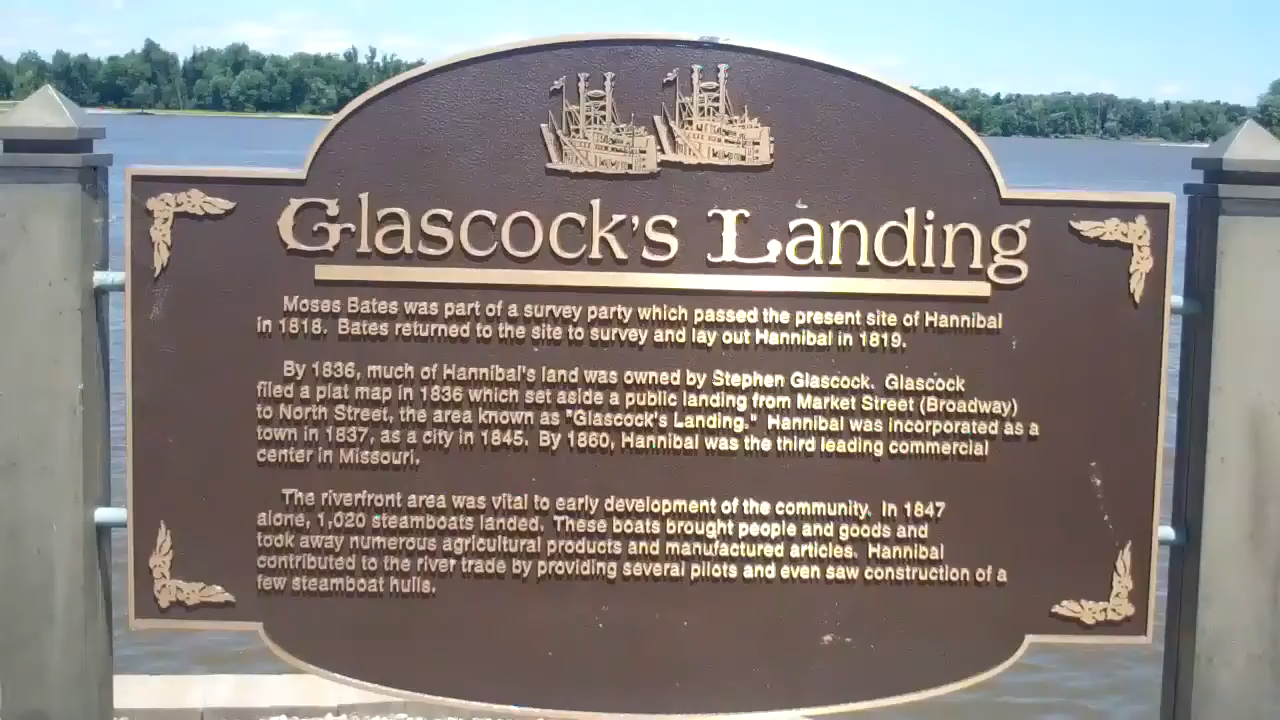 Glascock's Landing
Moses Bates was part of a survey party which passed the present site of Hannibal
in 1818. Bates returned to the site to survey and lay out Hannibal in 1819.
By 1836, much of Hannibal's land was owned by Stephen Glascock. Glascock
filed a plat map in 1836 which set aside a public landing from Market Street (Broadway)
to North Street, the area known as "Glascock's Landing." Hannibal was incorporated as a
town in 1837, as a city in 1845. By 1860, Hannibal was the third leading commercial
center in Missouri.
The riverfront area was vital to early development of the community. In 1847
alone, 1,020 steamboats landed. These boats brought people and goods and
took away numerous agricultural products and manufactured articles. Hannibal
contributed to the river trade by providing several pilots and even saw construction of a
few steamboat hulls.